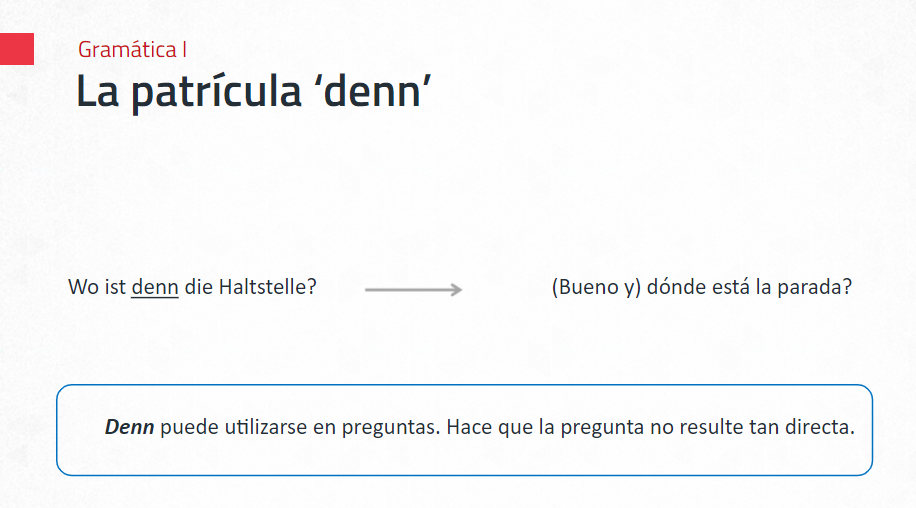 Gramática I
La patrícula ‘denn’
Wo ist denn die Haltstelle?
(Bueno y) dónde está la parada?
Denn puede utilizarse en preguntas. Hace que la pregunta no resulte tan directa.